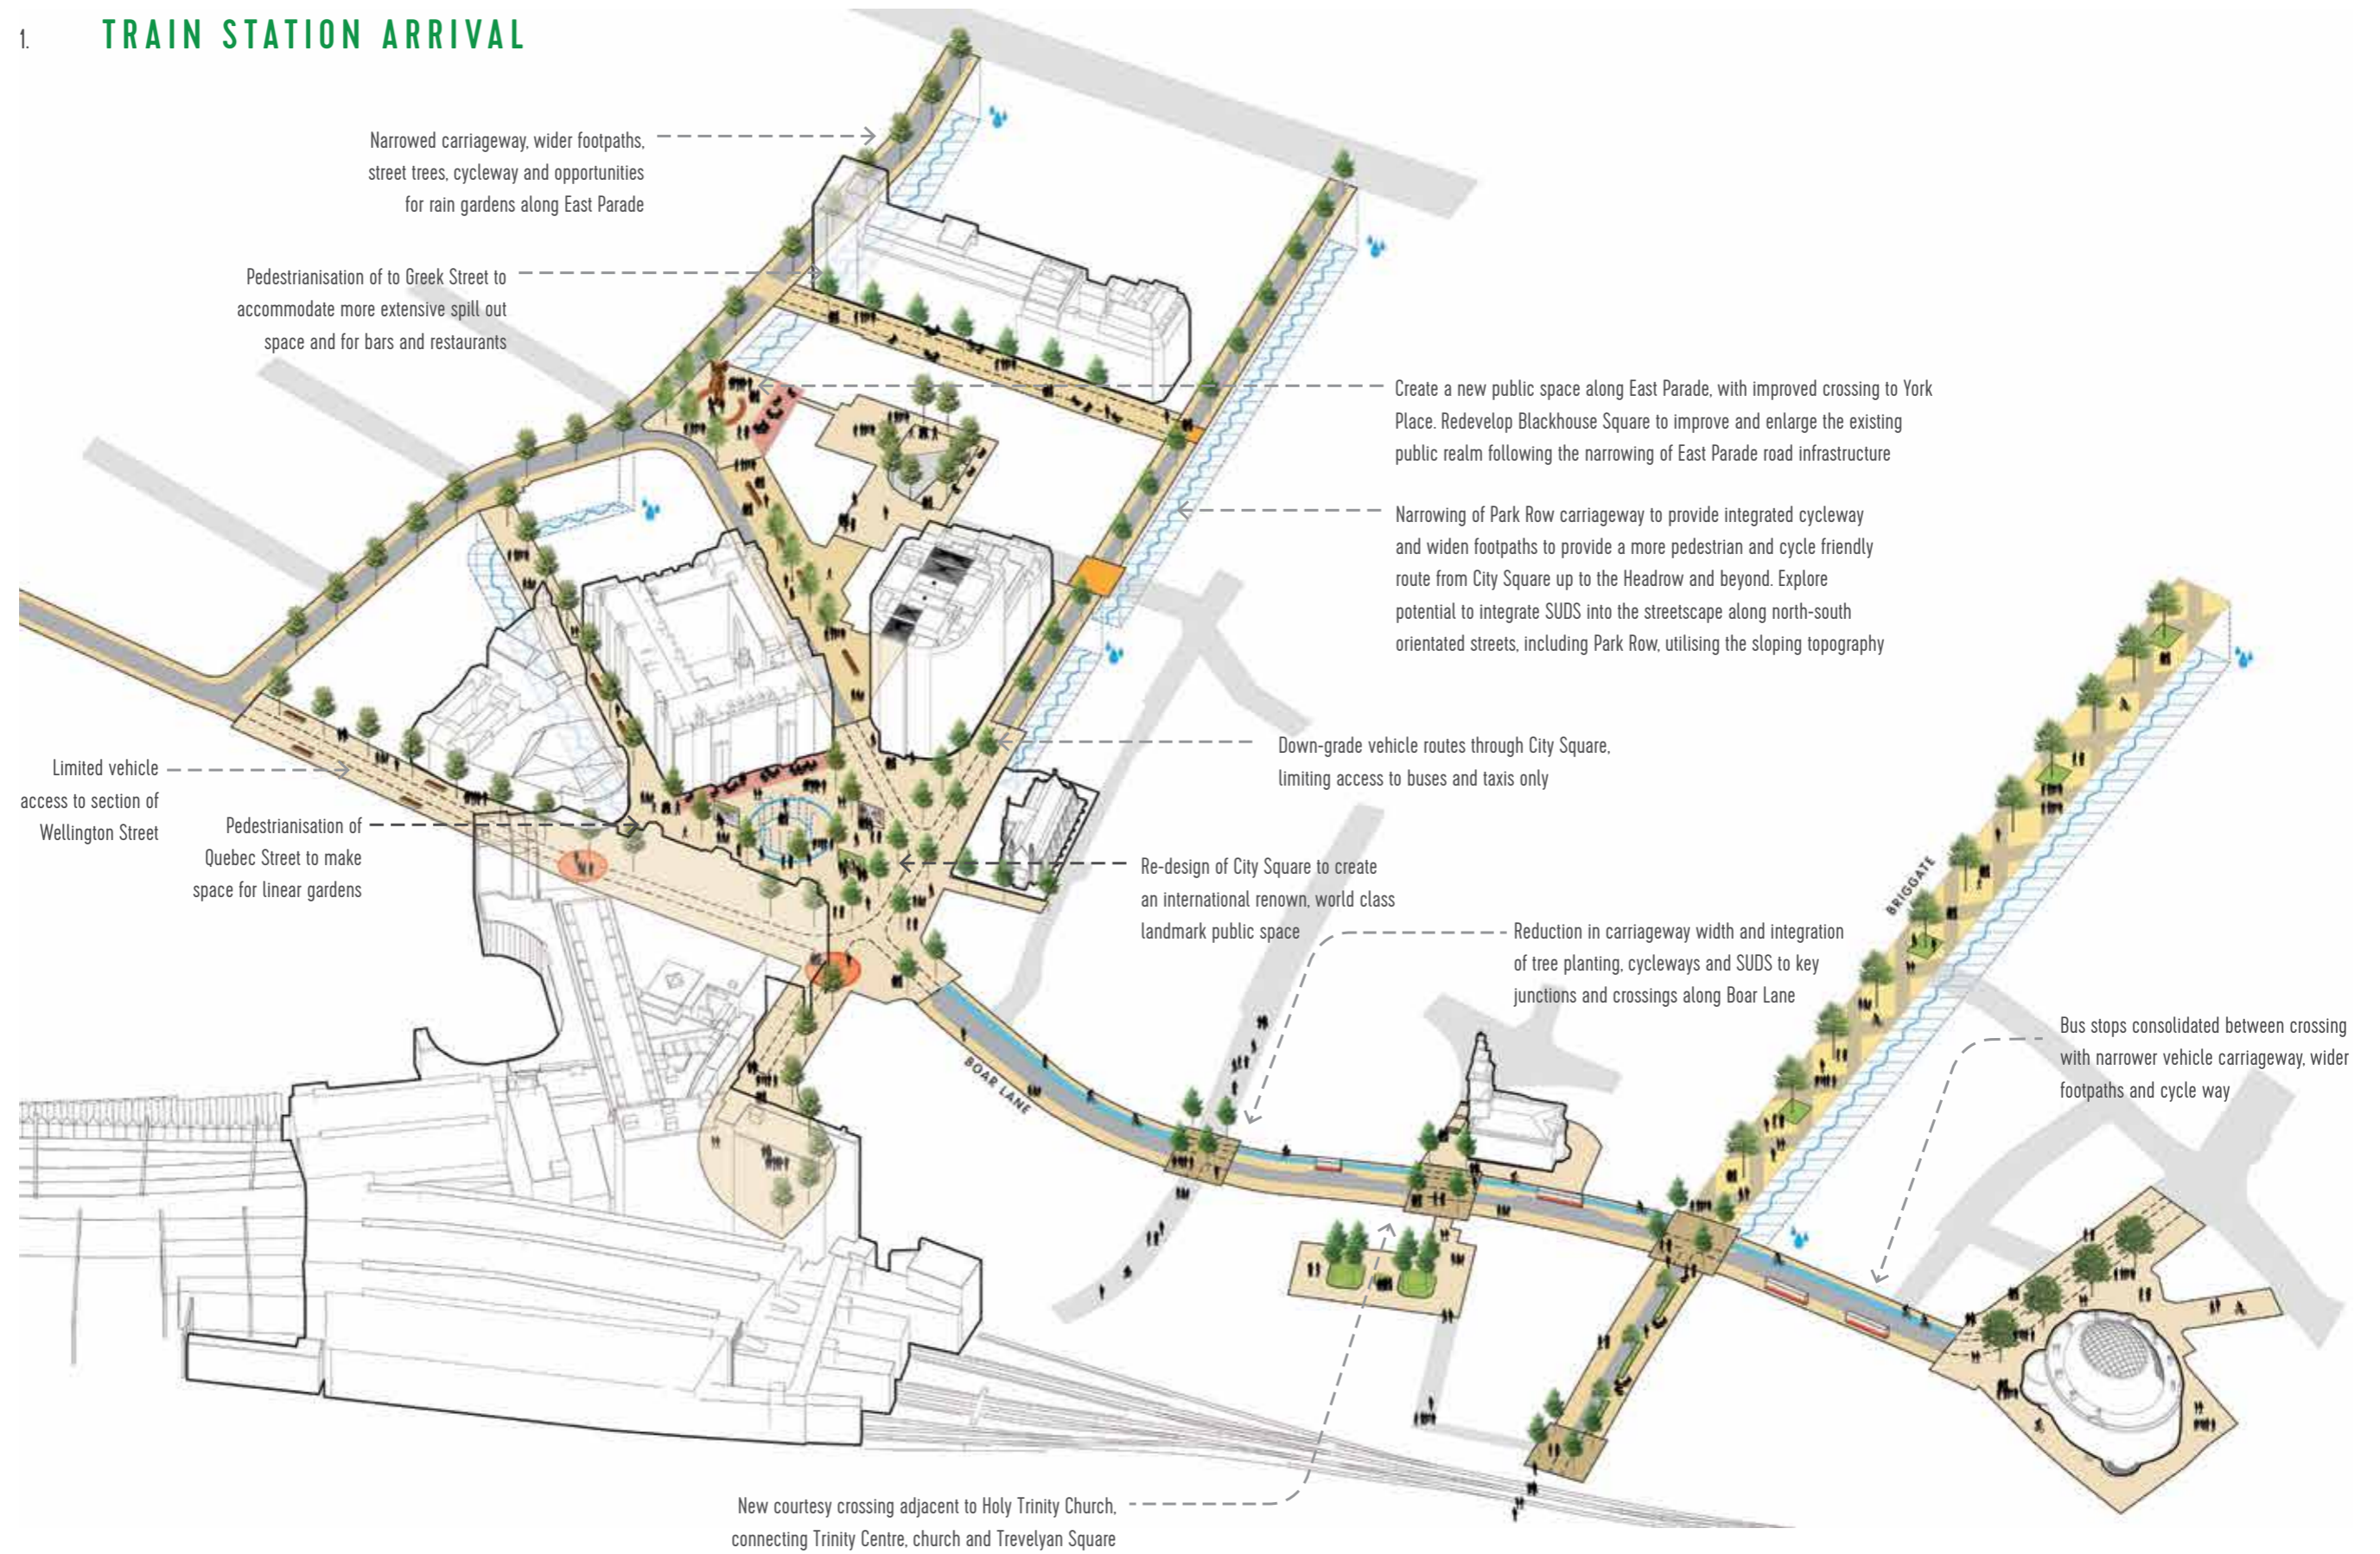 1. TRAIN STATION ARRIVAL
Narrowed carriageway, wider footpaths,
street trees, cycleway and opportunities
for rain gardens along East Parade
Pedestrianisation of to Greek Street to
accommodate more extensive spill out
space and for bars and restaurants
Create a new public space along East Parade, with improved crossing to York
Place. Redevelop Blackhouse Square to improve and enlarge the existing
public realm following the narrowing of East Parade road infrastructure
Narrowing of Park Row carriageway to provide integrated cycleway
and widen footpaths to provide a more pedestrian and cycle friendly
route from City Square up to the Headrow and beyond. Explore
potential to integrate SUDS into the streetscape along north-south
orientated streets, including Park Row, utilising the sloping topography
Down-grade vehicle routes through City Square,
limiting access to buses and taxis only
Limited vehicle
access to section of
Wellington Street
Pedestrianisation of
Quebec Street to make
space for linear gardens
Re-design of City Square to create
an international renown, world class
landmark public space
BRIGGATE
Reduction in carriageway width and integration
of tree planting, cycleways and SUDS to key
junctions and crossings along Boar Lane
Bus stops consolidated between crossing
with narrower vehicle carriageway, wider
footpaths and cycle way
BOAR LANE
New courtesy crossing adjacent to Holy Trinity Church,
connecting Trinity Centre, church and Trevelyan Square